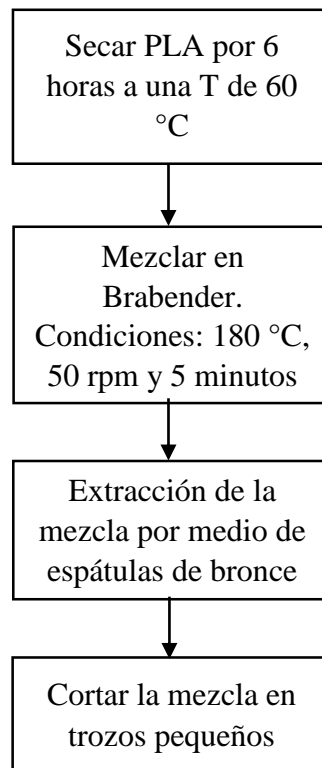 Secar PLA por 6
horas a una T de 60
°C
Mezclar en
Brabender.
Condiciones: 180 °C,
50 rpm y 5 minutos
Extracción de la
mezcla por medio de
espátulas de bronce
Cortar la mezcla en
trozos pequeños